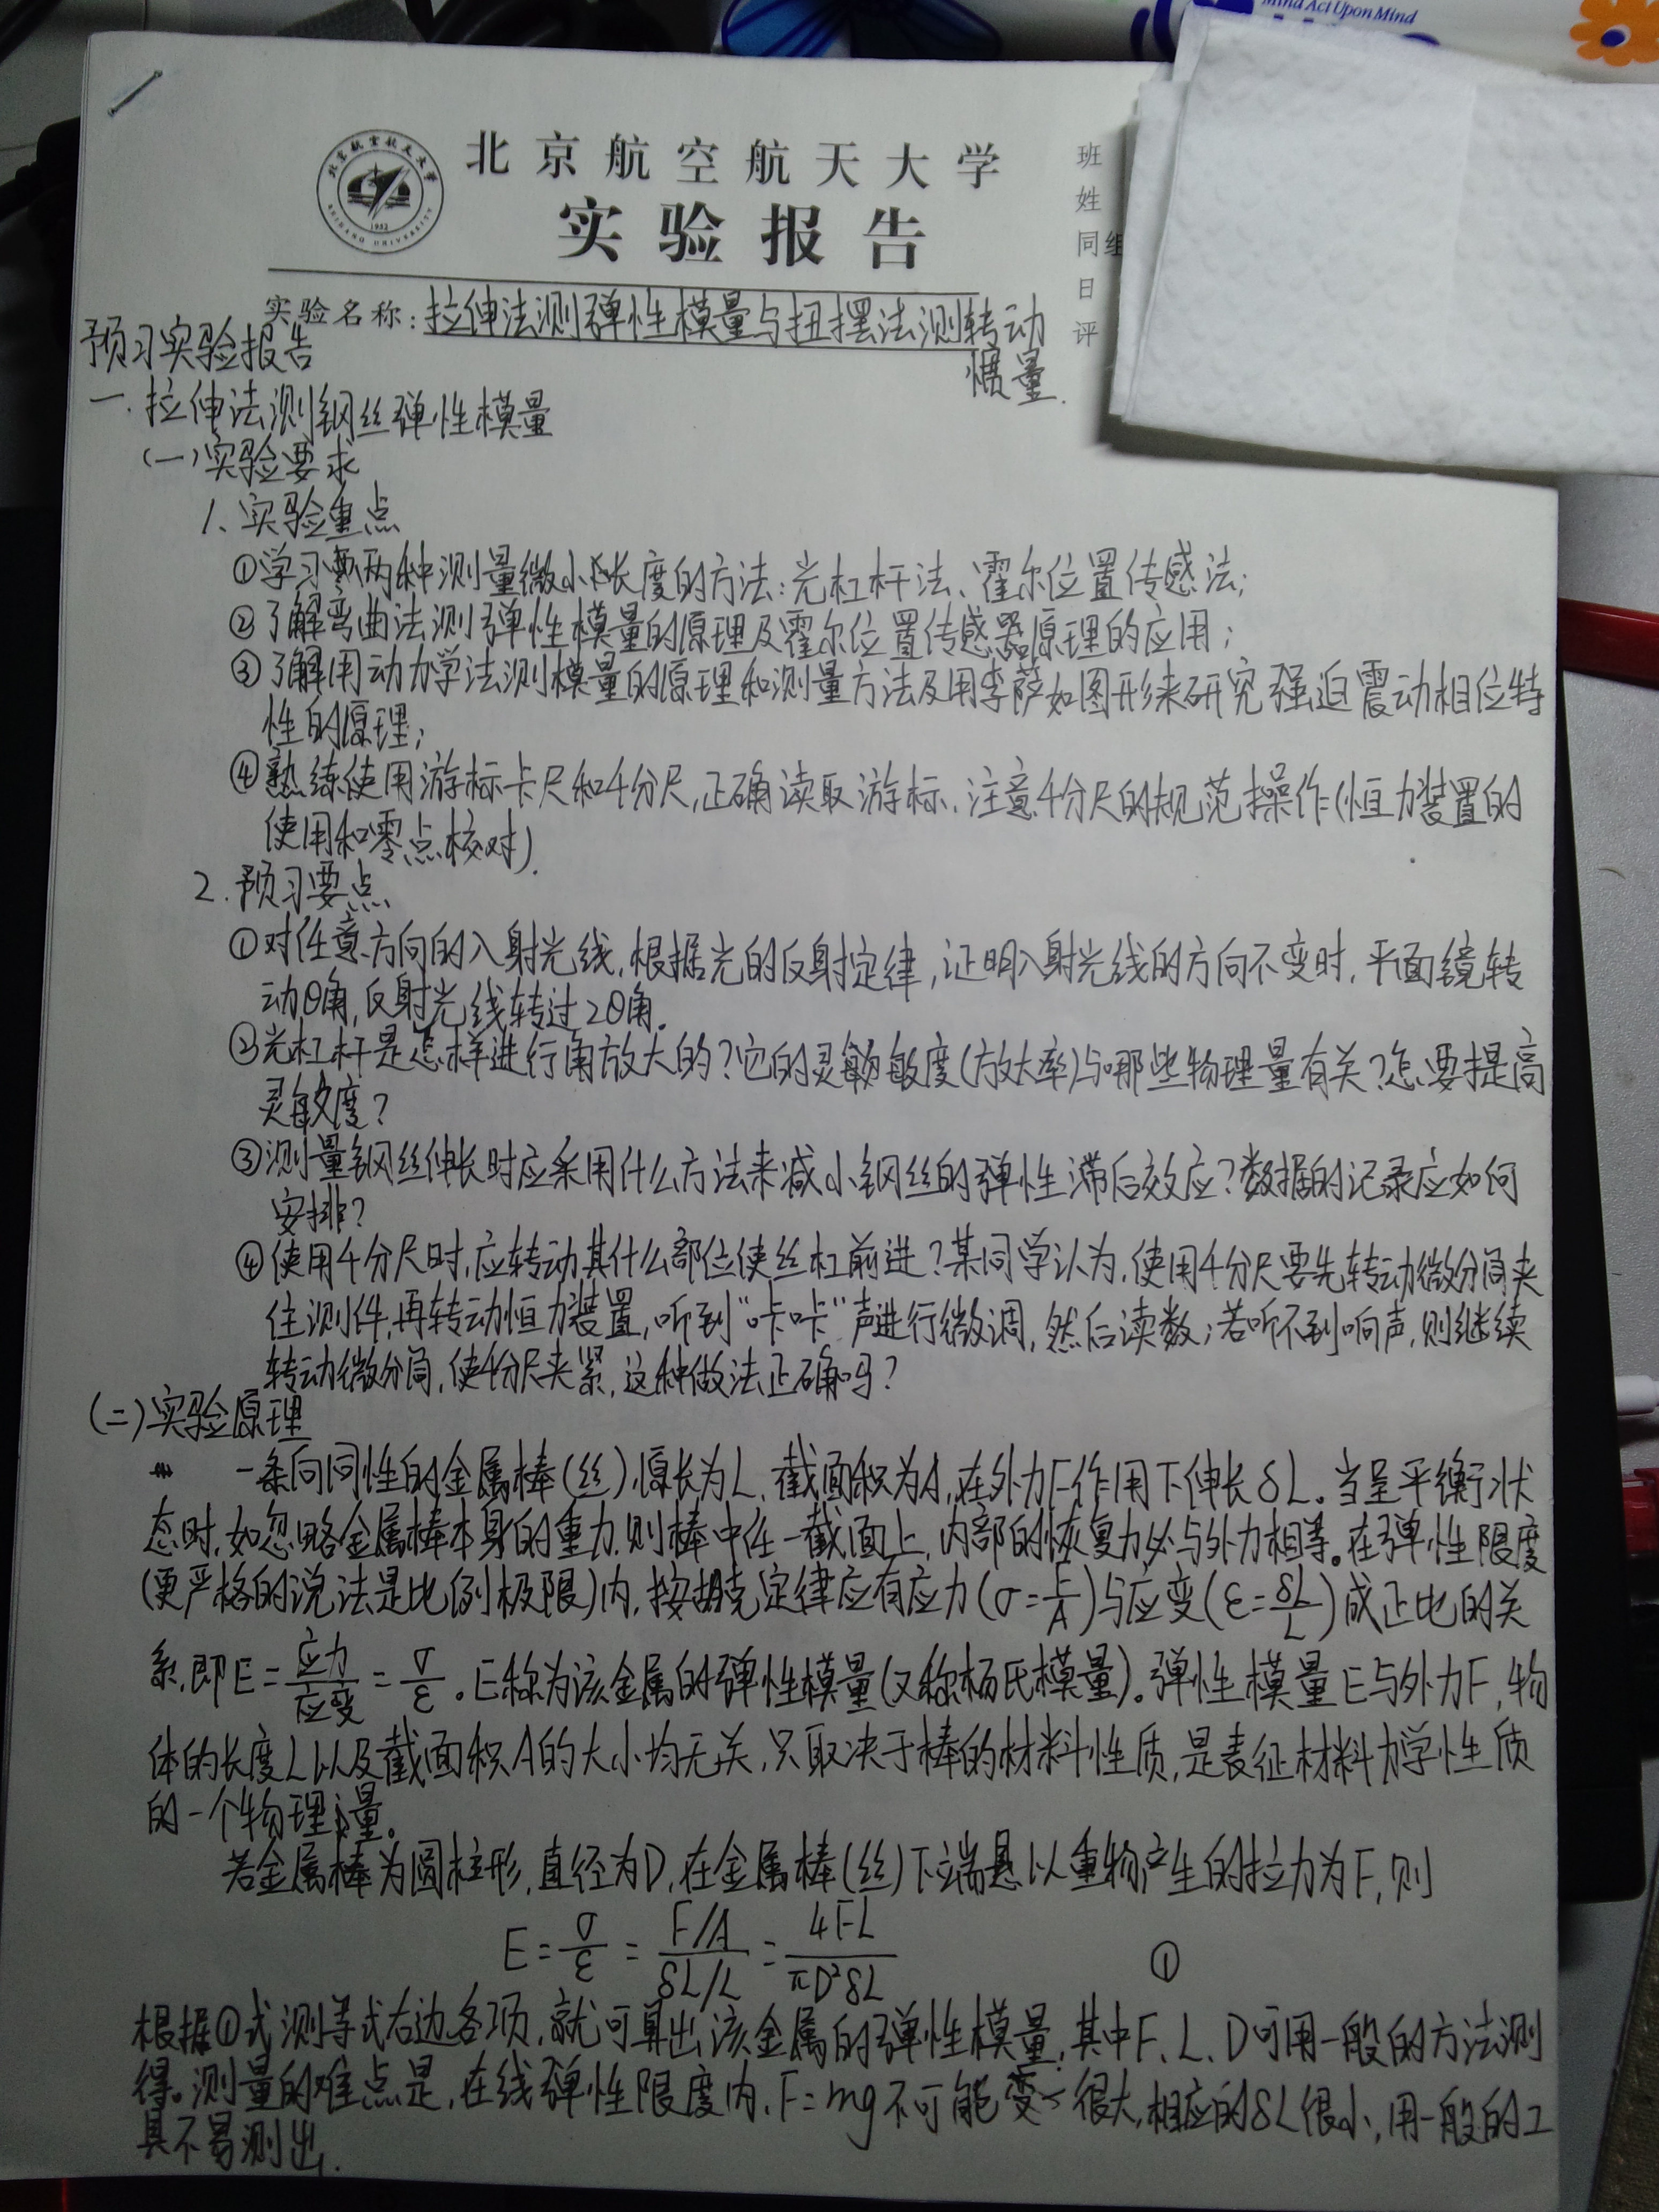 Mind Act Upon Mind
北京航空航天大学
实验报告
班
姓
同组
日
评
实验名称:拉伸法测弹性模量与扭摆法测转动
惯量.
预习实验报告
一.拉伸法测钢丝弹性模量
(一)实验要求
1、实验重点
①学习两种测量微小长度的方法:光杠杆法、霍尔位置传感法;
②了解弯曲法测弹性模量的原理及霍尔位置传感器原理的应用;
③了解用动力学法测模量的原理和测量方法及用李萨如图形来研究强迫震动相位特
性的原理;
④熟练使用游标卡尺和千分尺,正确读取游标,注意千分尺的规范操作(恒力装置的
使用和零点核对).
2.预习要点
①对任意方向的入射光线,根据光的反射定律,证明入射光线的方向不变时,平面镜转
动θ角,反射光线转过2θ角.
②光杠杆是怎样进行角放大的?它的灵敏度(放大率)与哪些物理量有关?怎要提高
灵敏度?
③测量钢丝伸长时应采用什么方法来减小钢丝的弹性滞后效应?数据的记录应如何
安排?
④使用千分尺时,应转动其什么部位使丝杠前进?某同学认为,使用千分尺要先转动微分筒夹
住测件,再转动恒力装置,听到“咔咔”声进行微调,然后读数;若听不到响声,则继续
转动微分筒,使千分尺夹紧,这种做法正确吗?
(二)实验原理
一条向同性的金属棒(丝),原长为L,截面积为A,在外力F作用下伸长δL。当呈平衡状
态时,如忽略金属棒本身的重力,则棒中任一截面上,内部的恢复力必与外力相等。在弹性限度
(更严格的说法是比例极限)内,按胡克定律应有应力(σ=F/A)与应变(ε=δL/L)成正比的关
系,即E=应力/应变=σ/ε。E称为该金属的弹性模量(又称杨氏模量)。弹性模量E与外力F,物
体的长度L以及截面积A的大小均无关,只取决于棒的材料性质,是表征材料力学性质
的一个物理量。
若金属棒为圆柱形,直径为D,在金属棒(丝)下端悬以重物产生的拉力为F,则
E=σ/ε=(F/A)/(δL/L)=4FL/(πD²δL) ①
根据①式测等式右边各项,就可算出该金属的弹性模量,其中F、L、D可用一般的方法测
得。测量的难点是,在线弹性限度内,F=mg不可能很大,相应的δL很小,用一般的工
具不易测出.